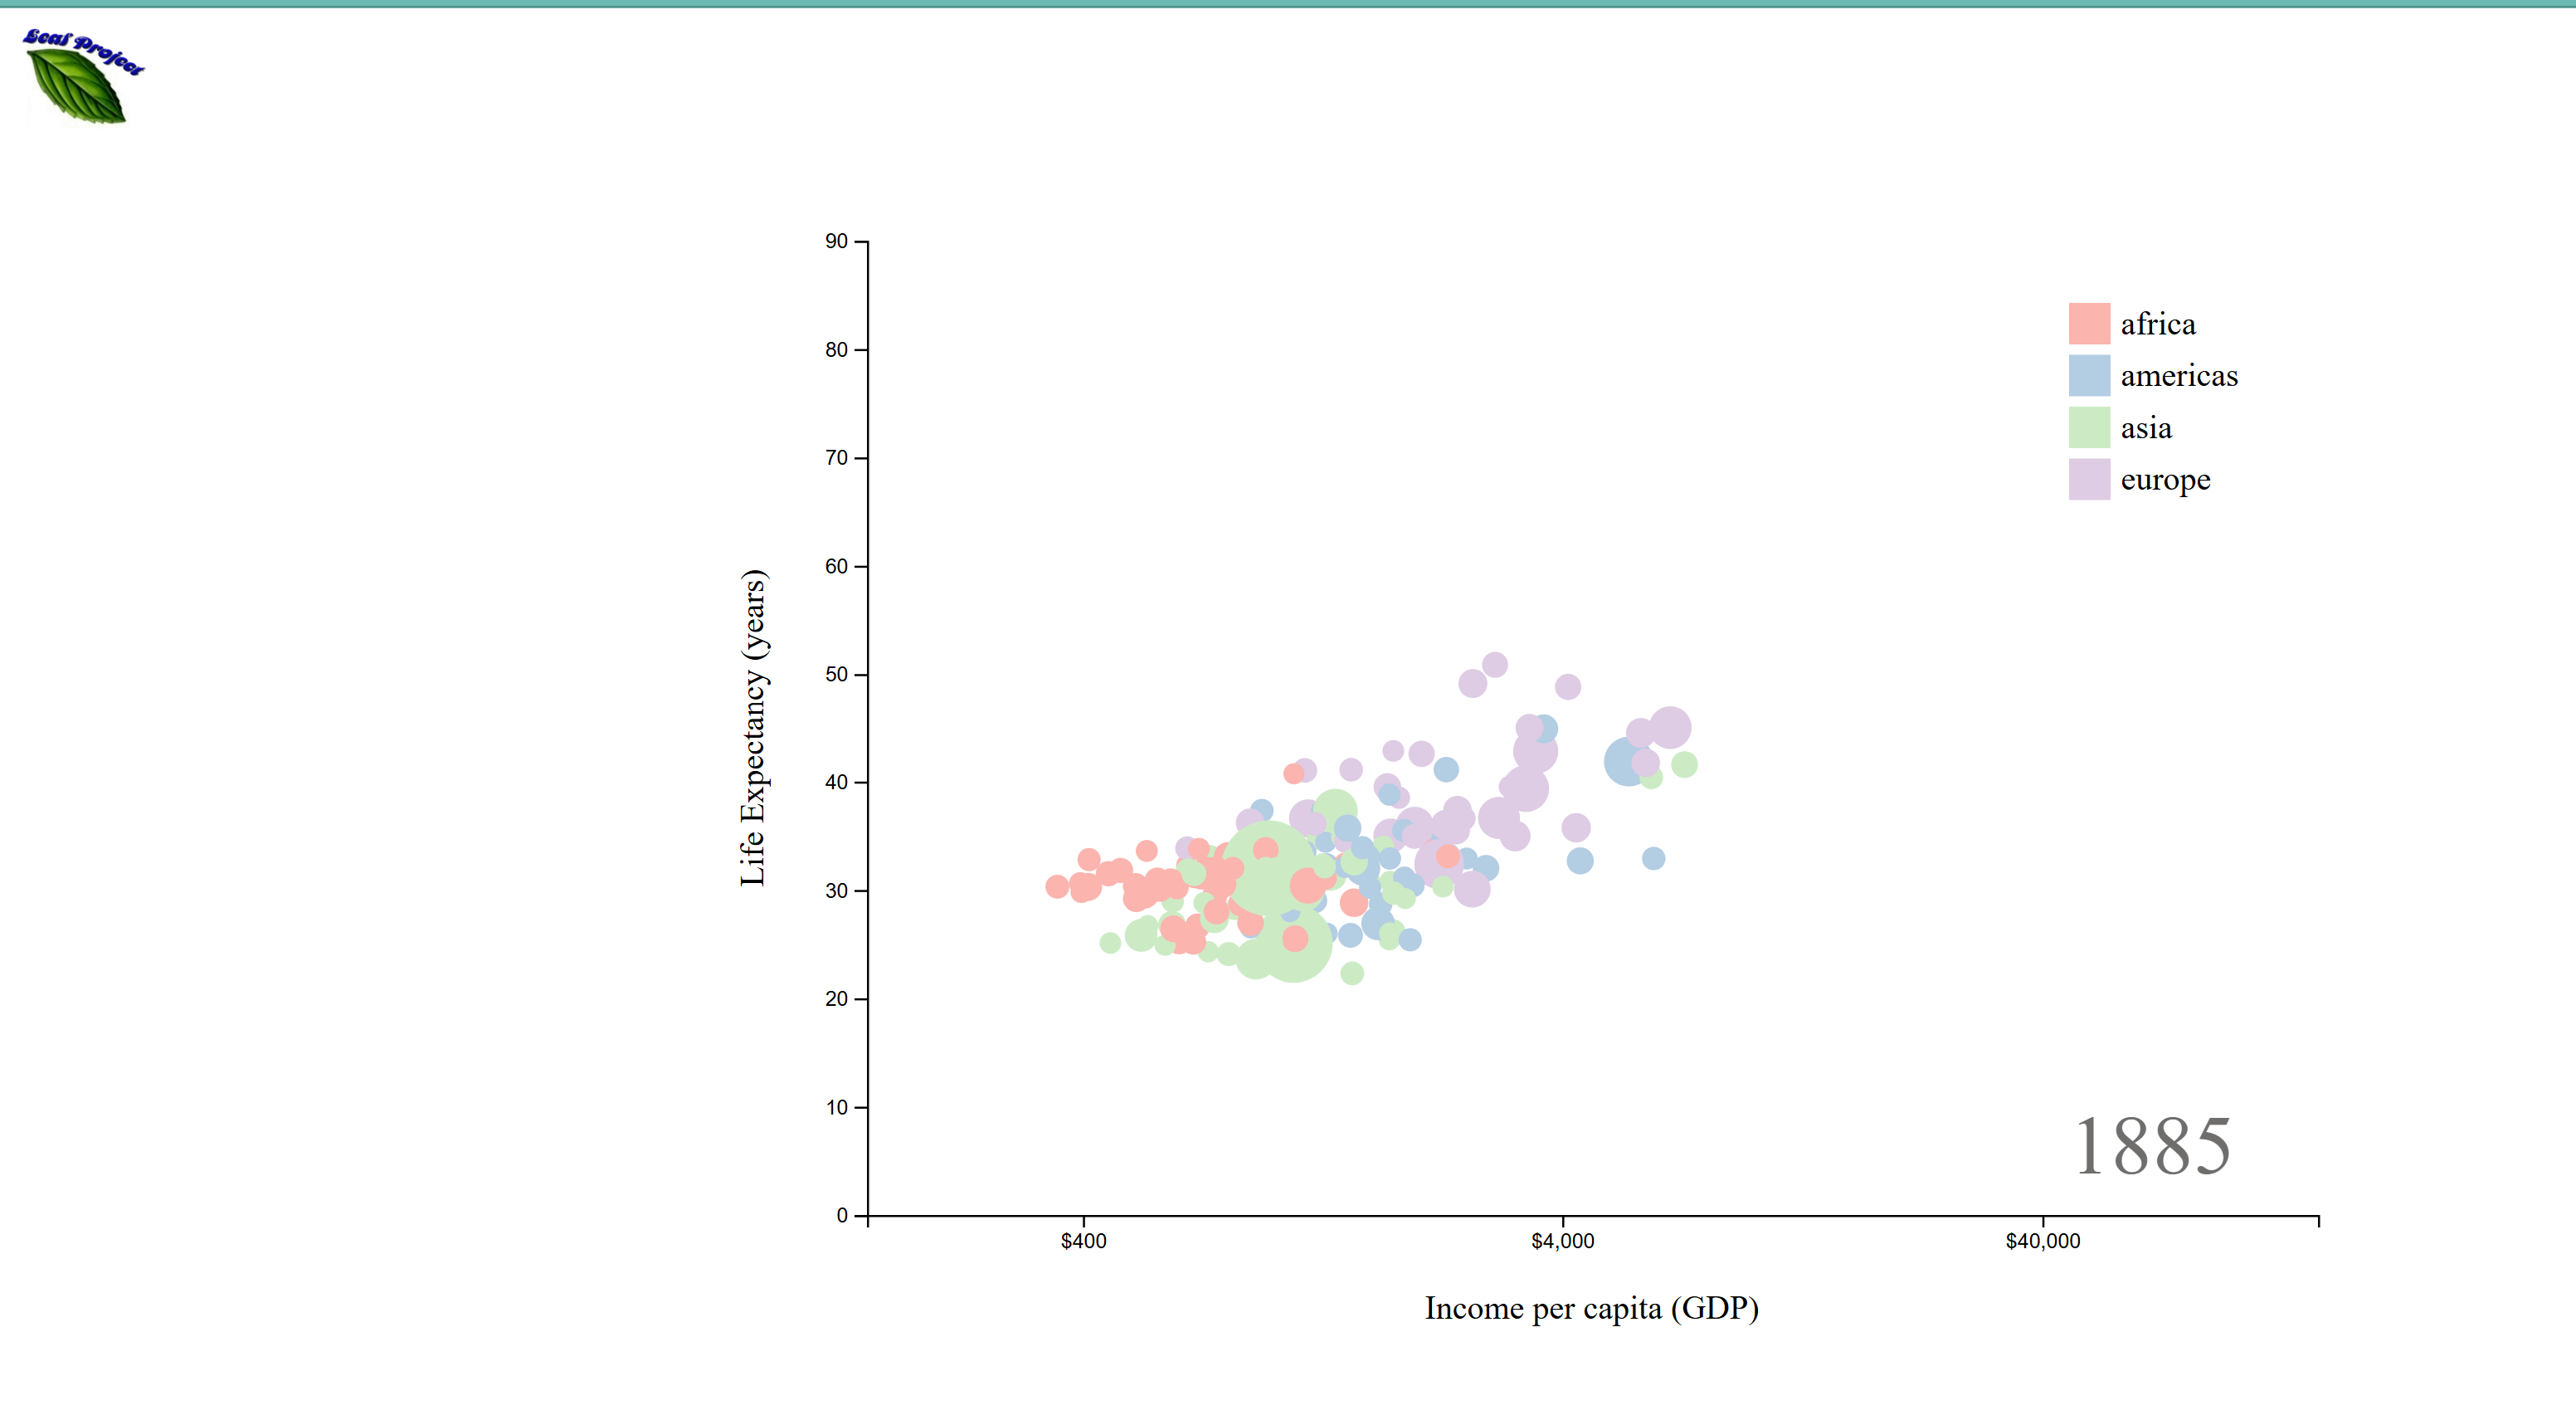 Leaf Project
90
80
70
60
50
40
30
20
10
0
Life Expectancy (years)
africa
americas
asia
europe
1885
$400
$4,000
$40,000
Income per capita (GDP)